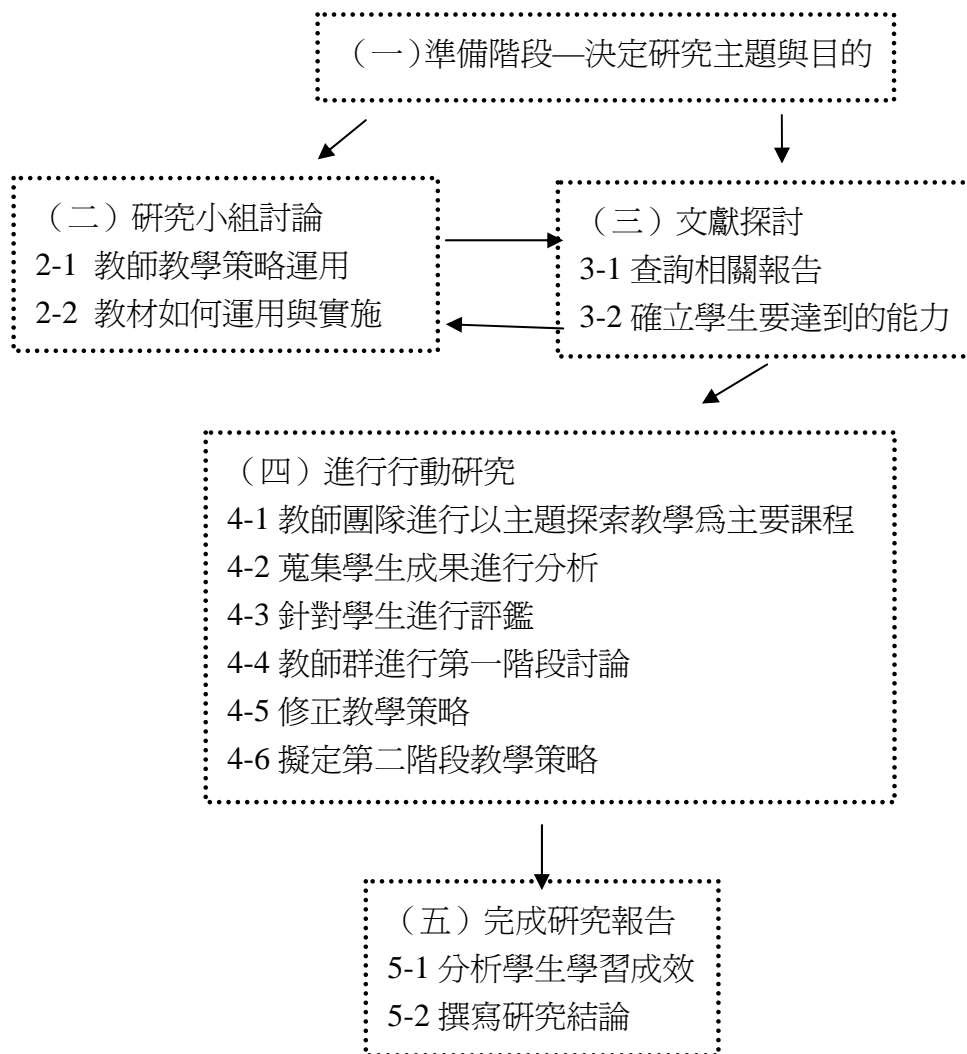 （一）準備階段—決定研究主題與目的
（二）研究小組討論
2-1 教師教學策略運用
2-2 教材如何運用與實施
（三）文獻探討
3-1 查詢相關報告
3-2 確立學生要達到的能力
（四）進行行動研究
4-1 教師團隊進行以主題探索教學為主要課程
4-2 蒐集學生成果進行分析
4-3 針對學生進行評鑑
4-4 教師群進行第一階段討論
4-5 修正教學策略
4-6 擬定第二階段教學策略
（五）完成研究報告
5-1 分析學生學習成效
5-2 撰寫研究結論